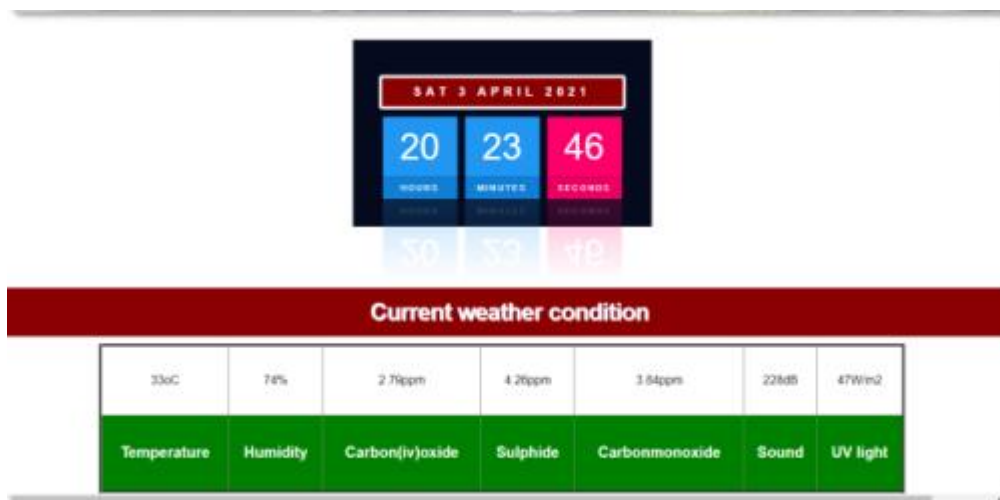 SAT 3 APRIL 2021
20 23 46
HOURS MINUTES SECONDS
Current weather condition
33oC 74% 2.79ppm 4.26ppm 3.64ppm 228dB 47W/m2
Temperature Humidity Carbon(iv)oxide Sulphide Carbonmonoxide Sound UV light